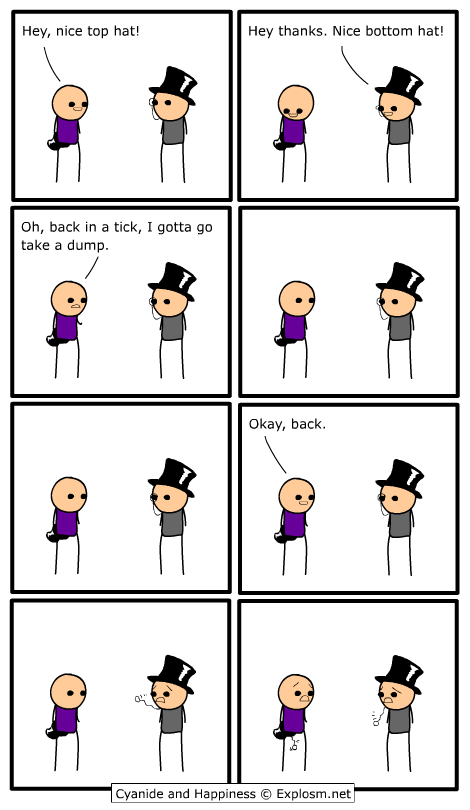 Hey, nice top hat!
Hey thanks. Nice bottom hat!
Oh, back in a tick, I gotta go
take a dump.
Okay, back.
Cyanide and Happiness © Explosm.net